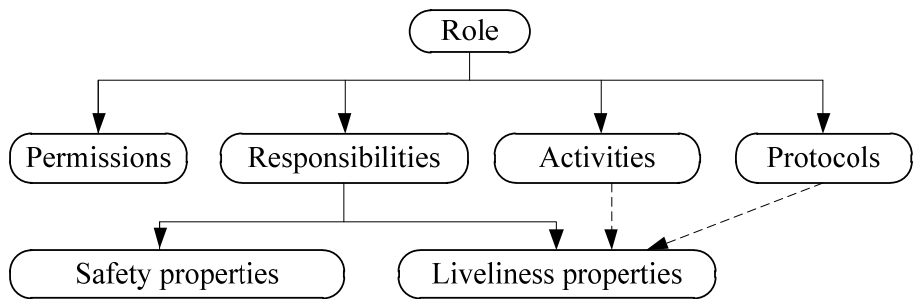 Role
Permissions
Responsibilities
Activities
Protocols
Safety properties
Liveliness properties